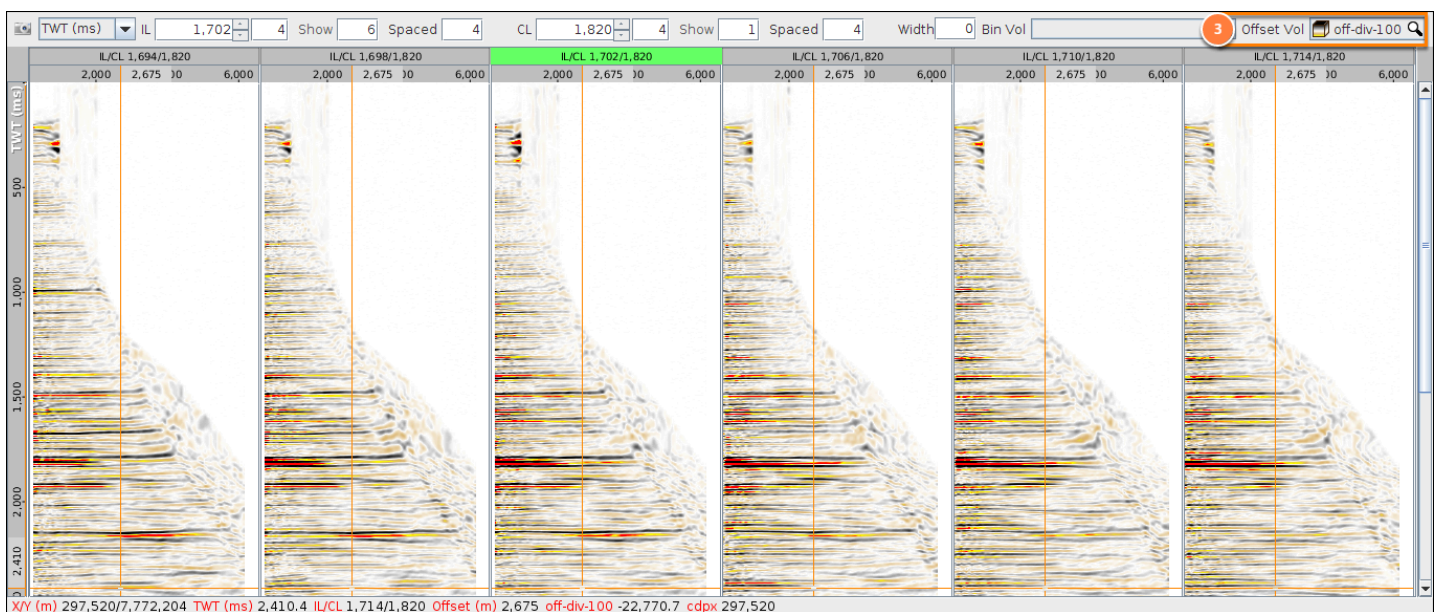 TWT (ms) IL 1,702 4 Show 6 Spaced 4 CL 1,820 4 Show 1 Spaced 4 Width 0 Bin Vol 3 Offset Vol off-div-100
IL/CL 1,694/1,820 IL/CL 1,698/1,820 IL/CL 1,702/1,820 IL/CL 1,706/1,820 IL/CL 1,710/1,820 IL/CL 1,714/1,820
2,000 2,675 00 6,000 2,000 2,675 00 6,000 2,000 2,675 00 6,000 2,000 2,675 00 6,000 2,000 2,675 00 6,000 2,000 2,675 00 6,000
TWT (ms)
500
1,000
1,500
2,000
2,410
X/Y (m) 297,520/7,772,204 TWT (ms) 2,410.4 IL/CL 1,714/1,820 Offset (m) 2,675 off-div-100 -22,770.7 cdpx 297,520